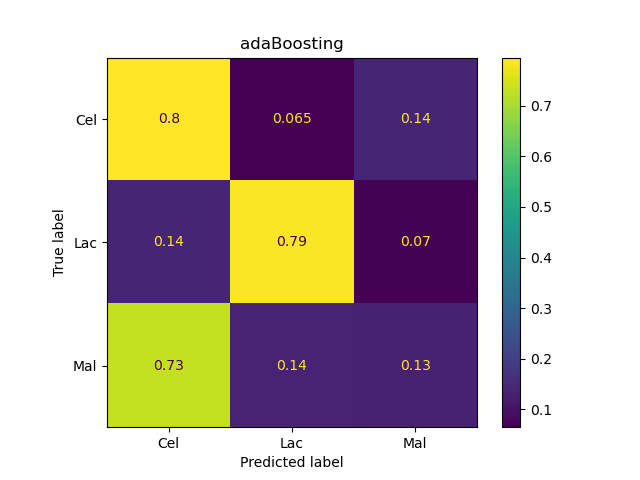 adaBoosting
True label
Cel
0.8 0.065 0.14
Lac
0.14 0.79 0.07
Mal
0.73 0.14 0.13
Cel Lac Mal
Predicted label
0.7
0.6
0.5
0.4
0.3
0.2
0.1